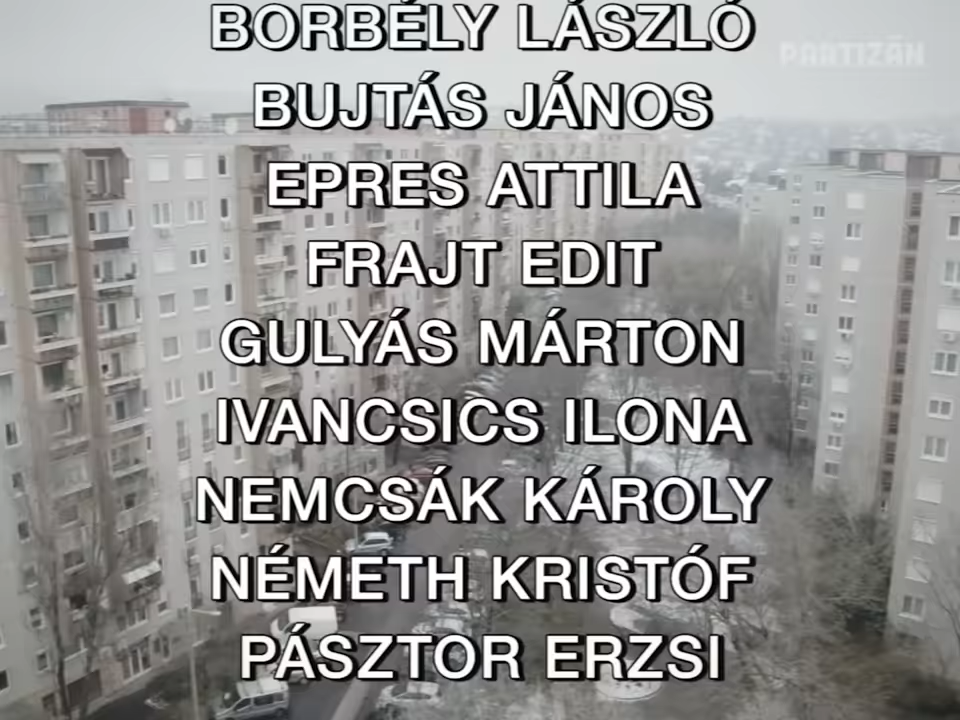 BORBÉLY LÁSZLÓ
PARTIZÁN
BUJTÁS JÁNOS
EPRES ATTILA
FRAJT EDIT
GULYÁS MÁRTON
IVANCSICS ILONA
NEMCSÁK KÁROLY
NÉMETH KRISTÓF
PÁSZTOR ERZSI